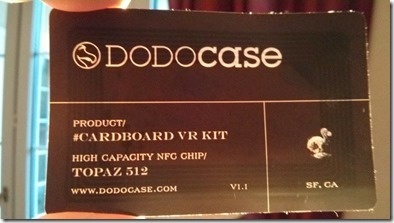 DODOcase
PRODUCT/
#CARDBOARD VR KIT
HIGH CAPACITY NFC CHIP/
TOPAZ 512
WWW.DODOCASE.COM V1.1 SF, CA